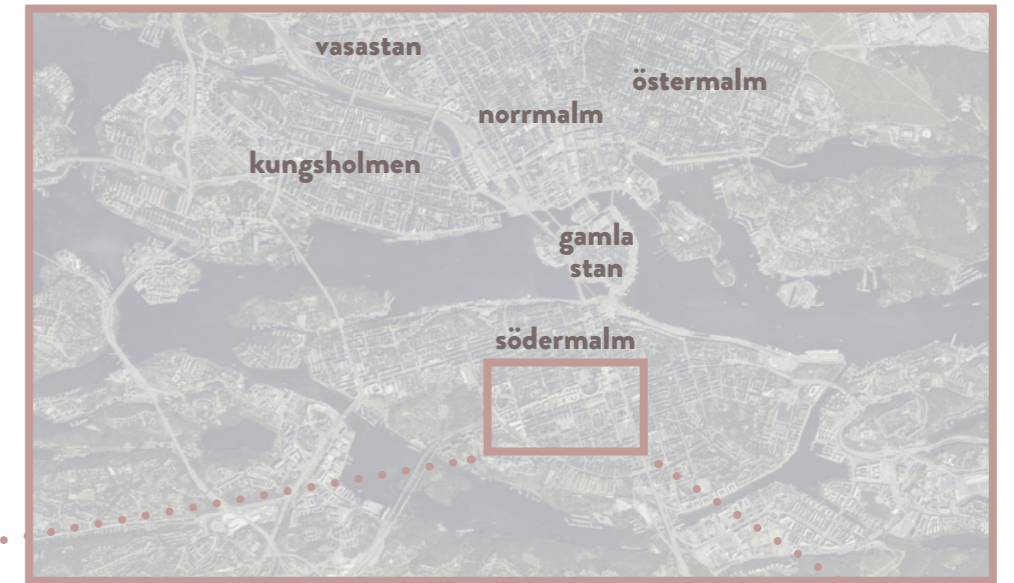 vasastan
östermalm
norrmalm
kungsholmen
gamla
stan
södermalm